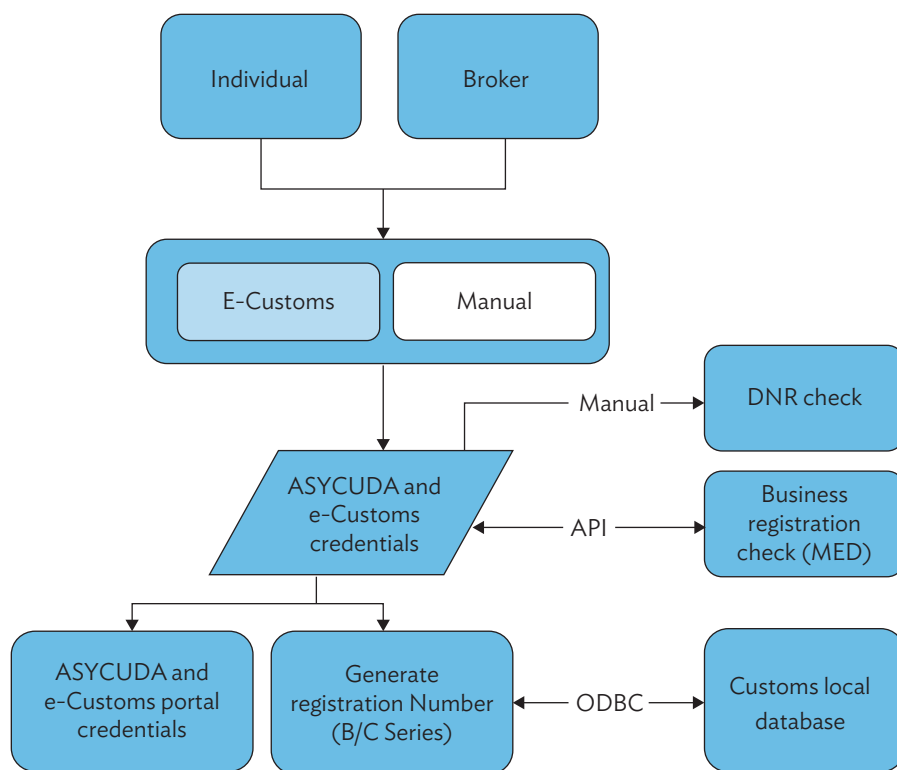 Individual
Broker
E-Customs
Manual
Manual
DNR check
ASYCUDA and
e-Customs
credentials
API
Business
registration
check (MED)
ASYCUDA and
e-Customs portal
credentials
Generate
registration Number
(B/C Series)
ODBC
Customs local
database